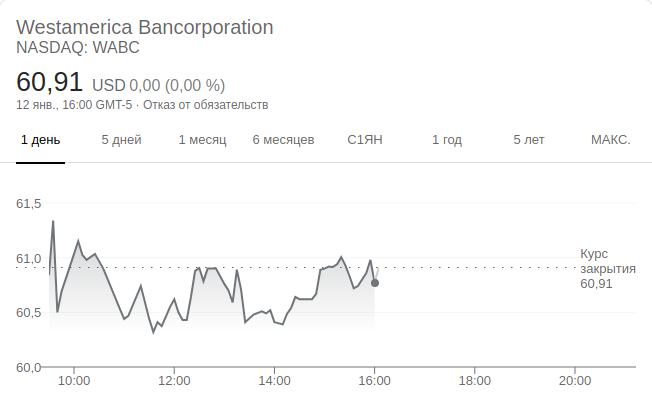 Westamerica Bancorporation
NASDAQ: WABC
60,91 USD 0,00 (0,00 %)
12 янв., 16:00 GMT-5 · Отказ от обязательств
1 день 5 дней 1 месяц 6 месяцев С1ЯН 1 год 5 лет МАКС.
61,5
61,0
60,5
60,0
Курс
закрытия
60,91
10:00 12:00 14:00 16:00 18:00 20:00